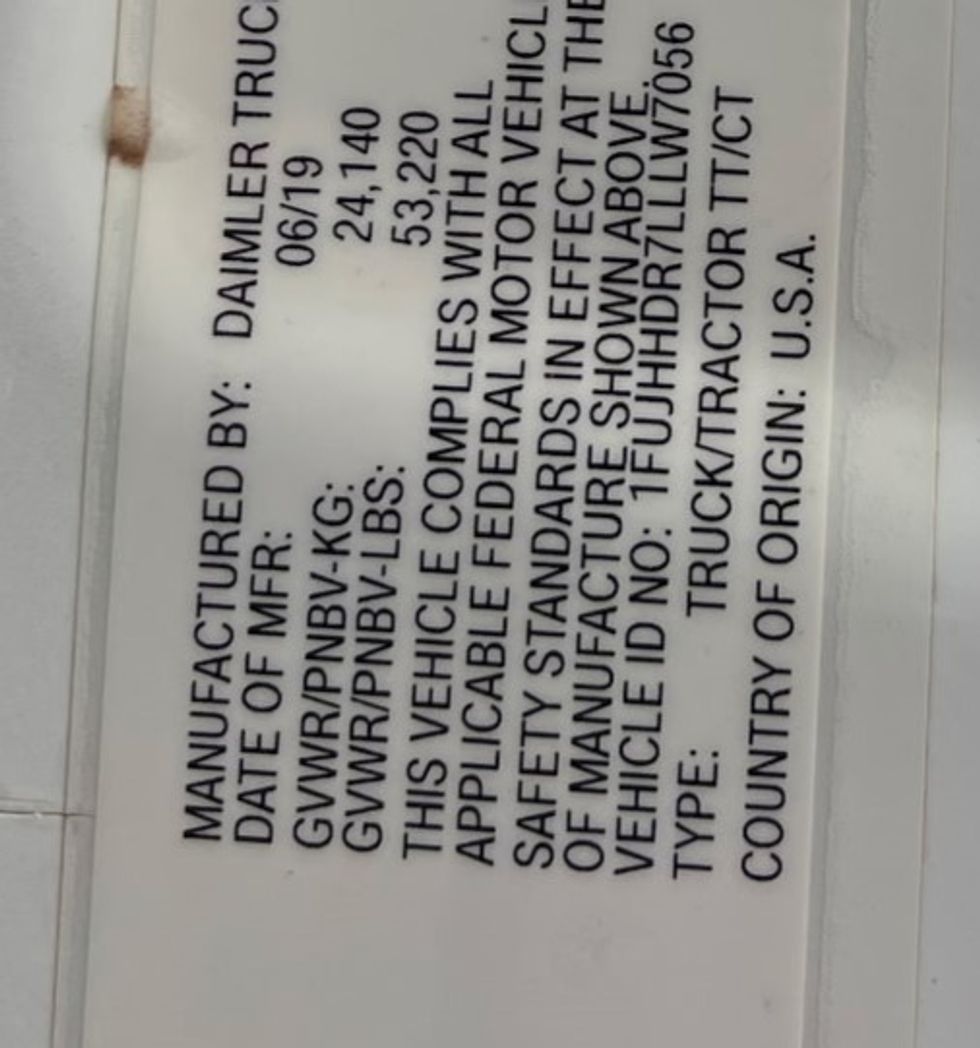 MANUFACTURED BY: DAIMLER TRUC
DATE OF MFR: 06/19
GVWR/PNBV-KG: 24,140
GVWR/PNBV-LBS: 53,220
THIS VEHICLE COMPLIES WITH ALL
APPLICABLE FEDERAL MOTOR VEHICL
SAFETY STANDARDS IN EFFECT AT THE
OF MANUFACTURE SHOWN ABOVE.
VEHICLE ID NO: 1FUJHHDR7LLLW7056
TYPE: TRUCK/TRACTOR TT/CT
COUNTRY OF ORIGIN: U.S.A.